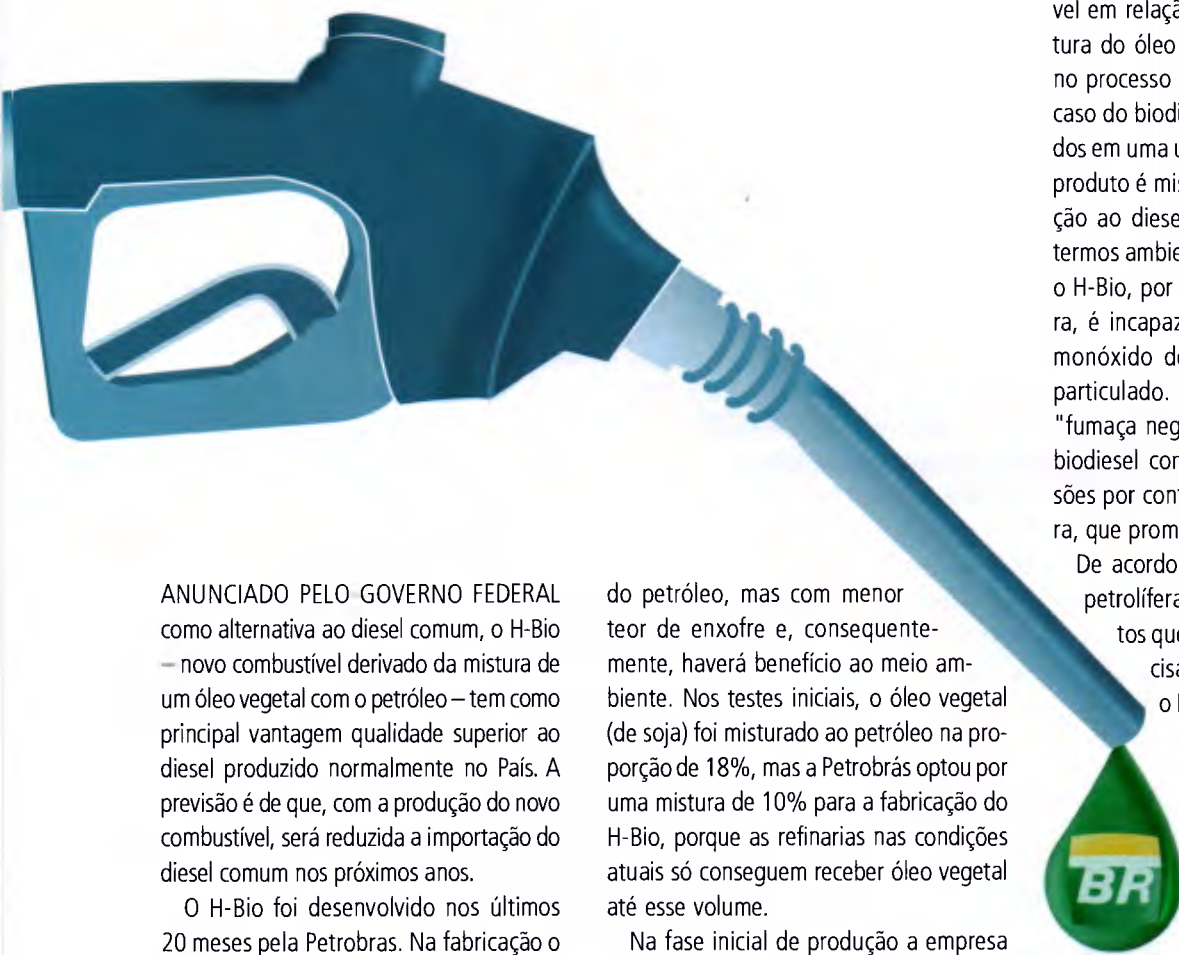 ANUNCIADO PELO GOVERNO FEDERAL
como alternativa ao diesel comum, o H-Bio
– novo combustível derivado da mistura de
um óleo vegetal com o petróleo – tem como
principal vantagem qualidade superior ao
diesel produzido normalmente no País. A
previsão é de que, com a produção do novo
combustível, será reduzida a importação do
diesel comum nos próximos anos.
O H-Bio foi desenvolvido nos últimos
20 meses pela Petrobras. Na fabricação o
do petróleo, mas com menor
teor de enxofre e, consequente-
mente, haverá benefício ao meio am-
biente. Nos testes iniciais, o óleo vegetal
(de soja) foi misturado ao petróleo na pro-
porção de 18%, mas a Petrobrás optou por
uma mistura de 10% para a fabricação do
H-Bio, porque as refinarias nas condições
atuais só conseguem receber óleo vegetal
até esse volume.
Na fase inicial de produção a empresa
vel em relaçã
tura do óleo
no processo
caso do biodi
dos em uma u
produto é mis
ção ao diese
termos ambie
o H-Bio, por
ra, é incapaz
monóxido de
particulado.
"fumaça neg
biodiesel cor
sões por cont
ra, que prom
De acordo
petrolífera
tos que
cisa
o
BR